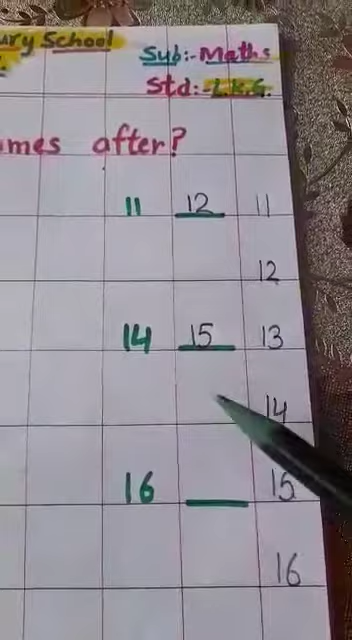 ary School
Sub:- Maths
Std:- L.K.G.
mes after?
11 12 11
12
14 15 13
14
16 15
16